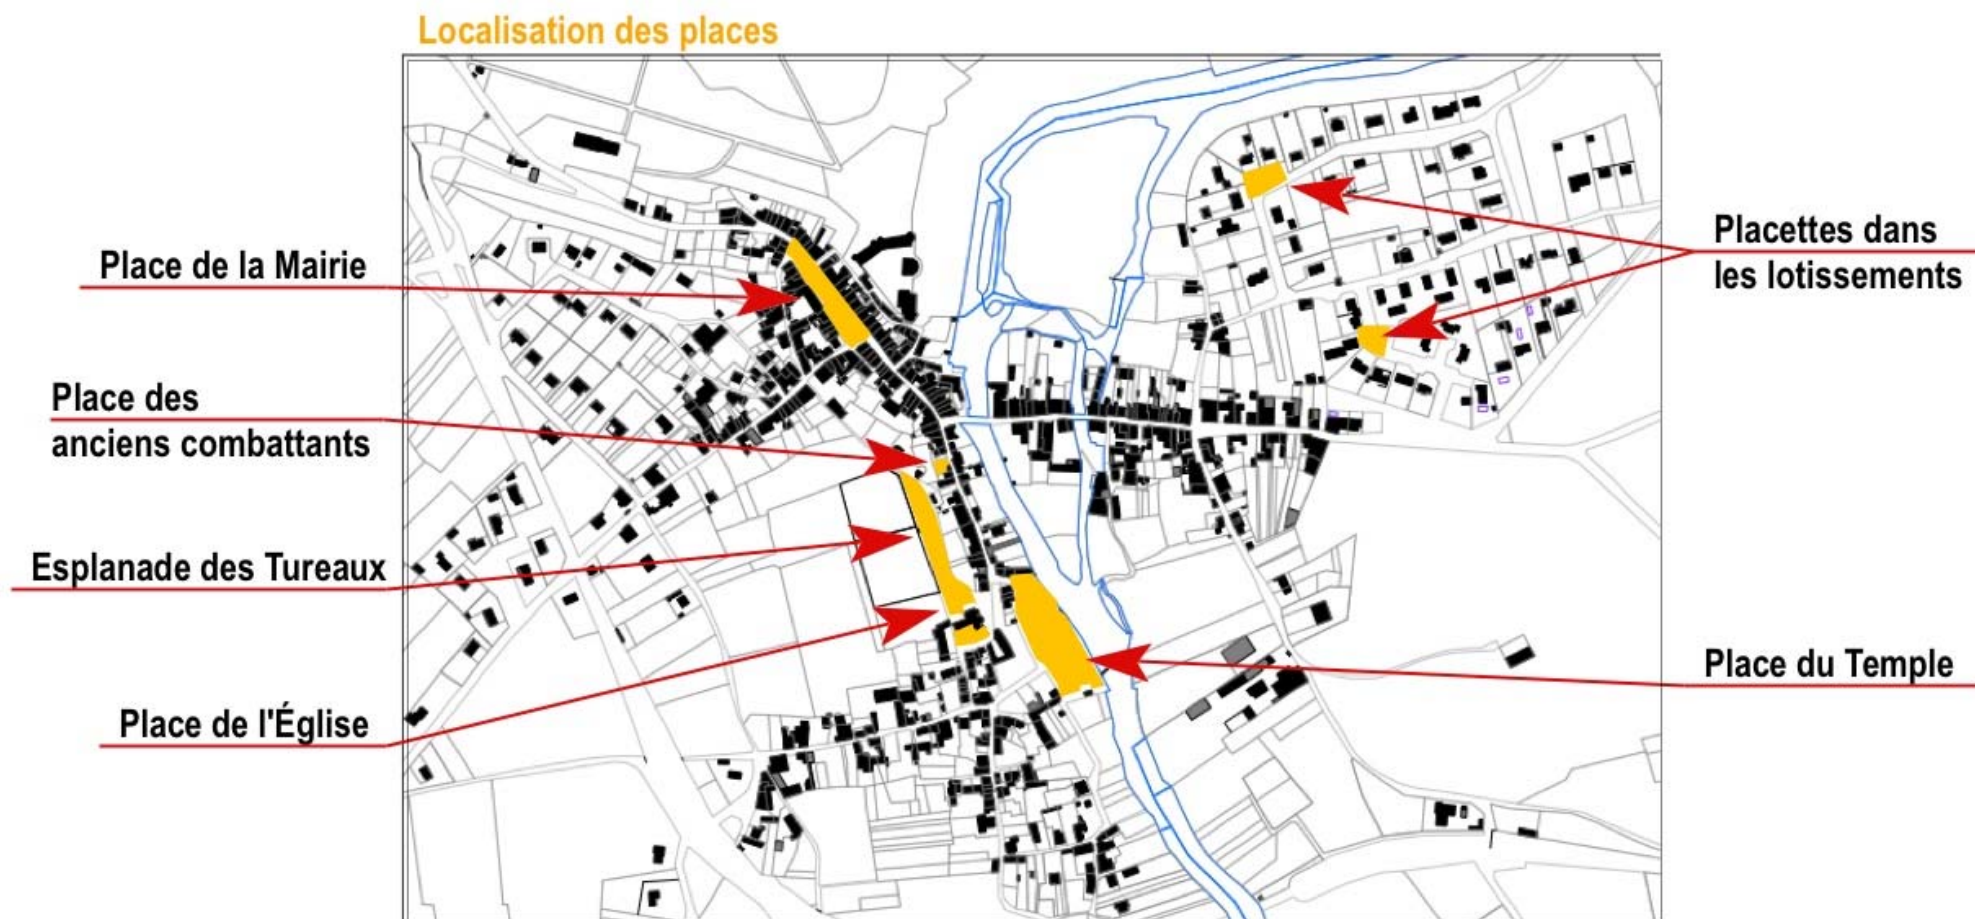 Localisation des places
Place de la Mairie
Place des
anciens combattants
Esplanade des Tureaux
Place de l'Église
Placettes dans
les lotissements
Place du Temple